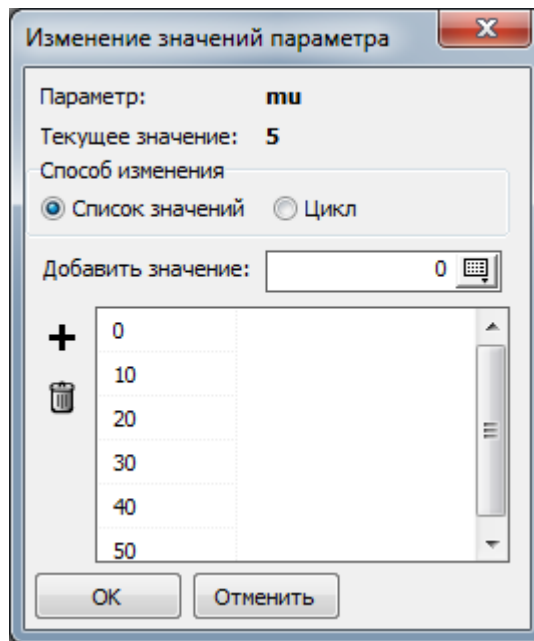 Изменение значений параметра
Параметр: mu
Текущее значение: 5
Способ изменения
Список значений Цикл
Добавить значение: 0
0
10
20
30
40
50
OK Отменить